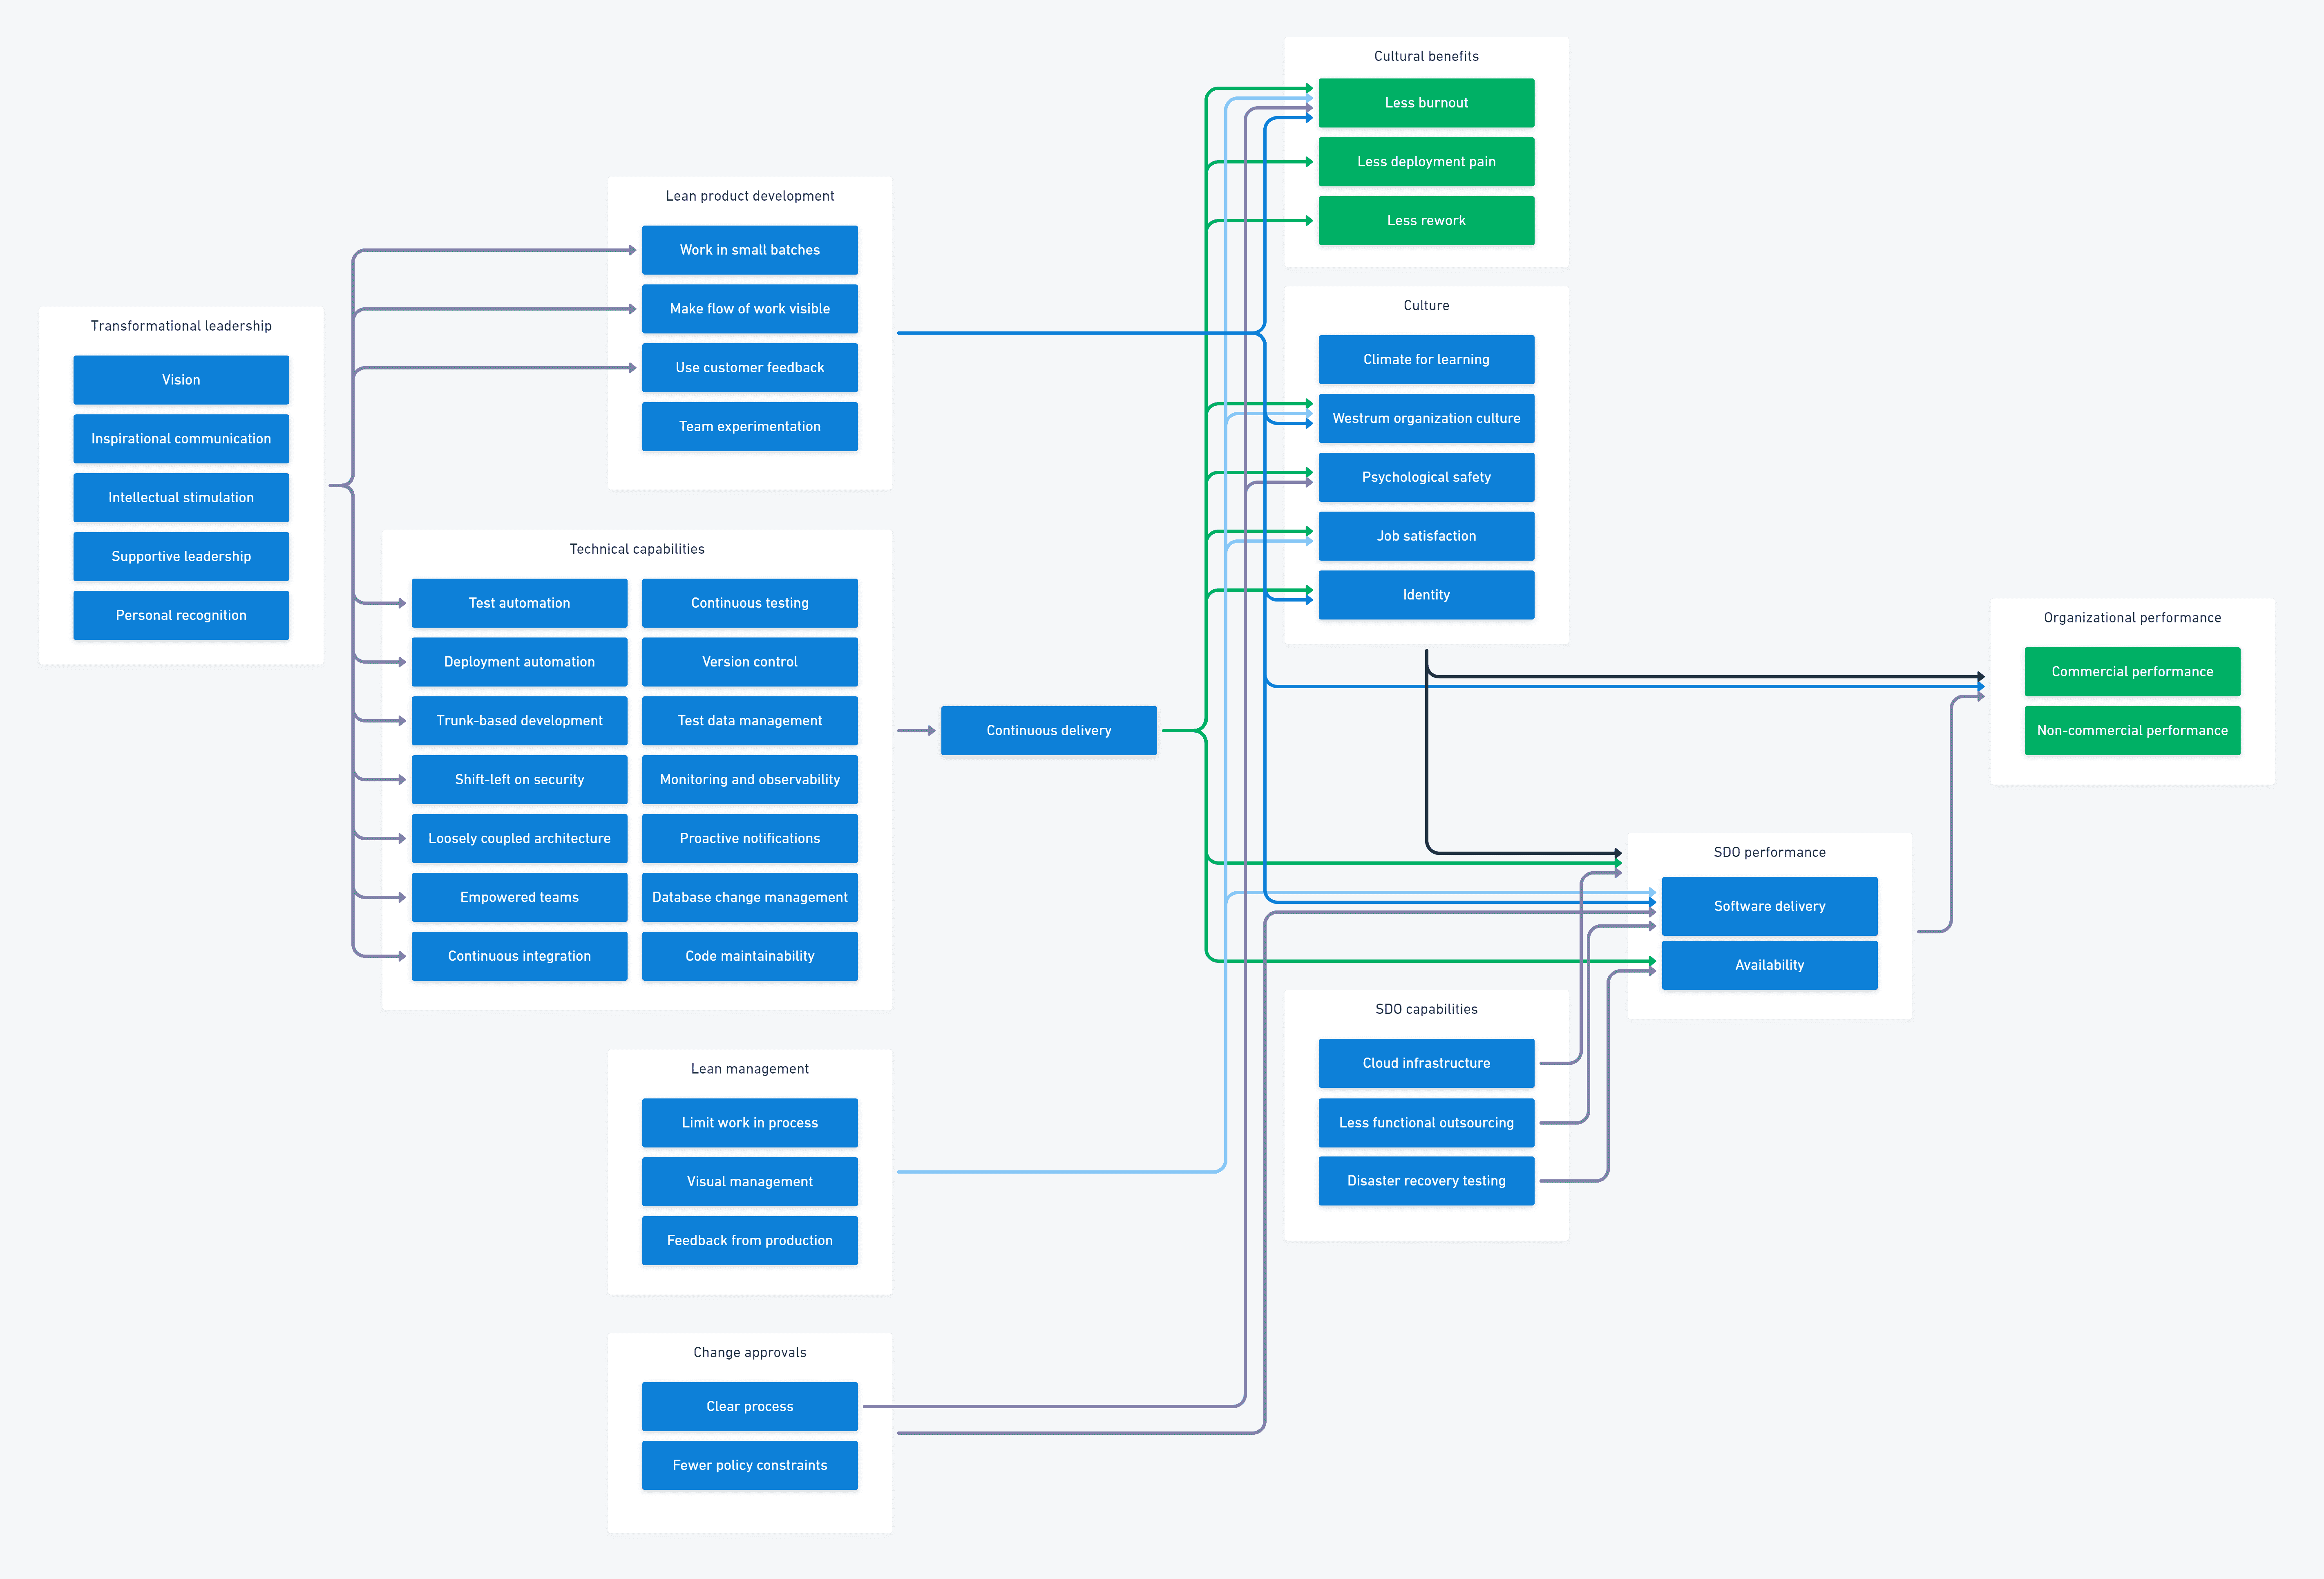 Transformational leadership
Vision
Inspirational communication
Intellectual stimulation
Supportive leadership
Personal recognition
Lean product development
Work in small batches
Make flow of work visible
Use customer feedback
Team experimentation
Technical capabilities
Test automation
Continuous testing
Deployment automation
Version control
Trunk-based development
Test data management
Shift-left on security
Monitoring and observability
Loosely coupled architecture
Proactive notifications
Empowered teams
Database change management
Continuous integration
Code maintainability
Lean management
Limit work in process
Visual management
Feedback from production
Change approvals
Clear process
Fewer policy constraints
Continuous delivery
Cultural benefits
Less burnout
Less deployment pain
Less rework
Culture
Climate for learning
Westrum organization culture
Psychological safety
Job satisfaction
Identity
SDO capabilities
Cloud infrastructure
Less functional outsourcing
Disaster recovery testing
SDO performance
Software delivery
Availability
Organizational performance
Commercial performance
Non-commercial performance